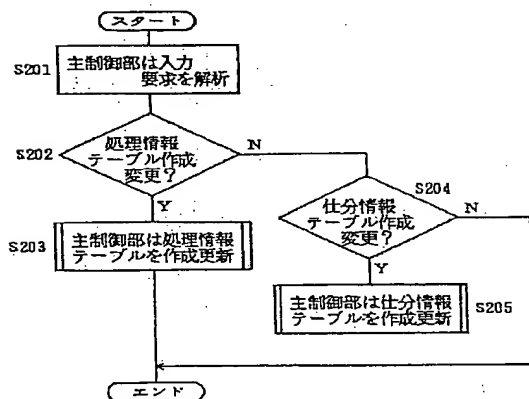 スタート
S201
主制御部は入力
要求を解析
S202
処理情報
テーブル作成
変更?
N
Y
S203
主制御部は処理情報
テーブルを作成更新
S204
仕分情報
テーブル作成
変更?
N
Y
主制御部は仕分情報
テーブルを作成更新
S205
エンド